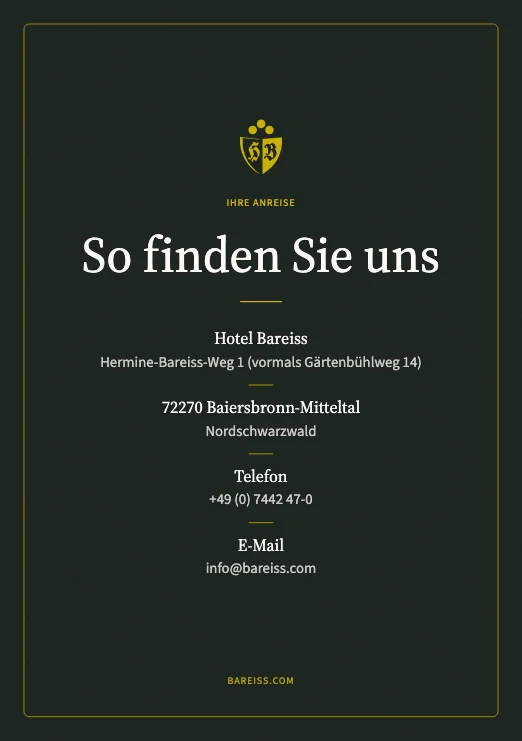 HB
IHRE ANREISE
So finden Sie uns
Hotel Bareiss
Hermine-Bareiss-Weg 1 (vormals Gärtenbühlweg 14)
72270 Baiersbronn-Mitteltal
Nordschwarzwald
Telefon
+49 (0) 7442 47-0
E-Mail
info@bareiss.com
BAREISS.COM